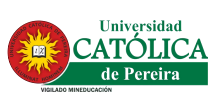 Universidad
CATÓLICA
de Pereira
VIGILADO MINEDUCACIÓN